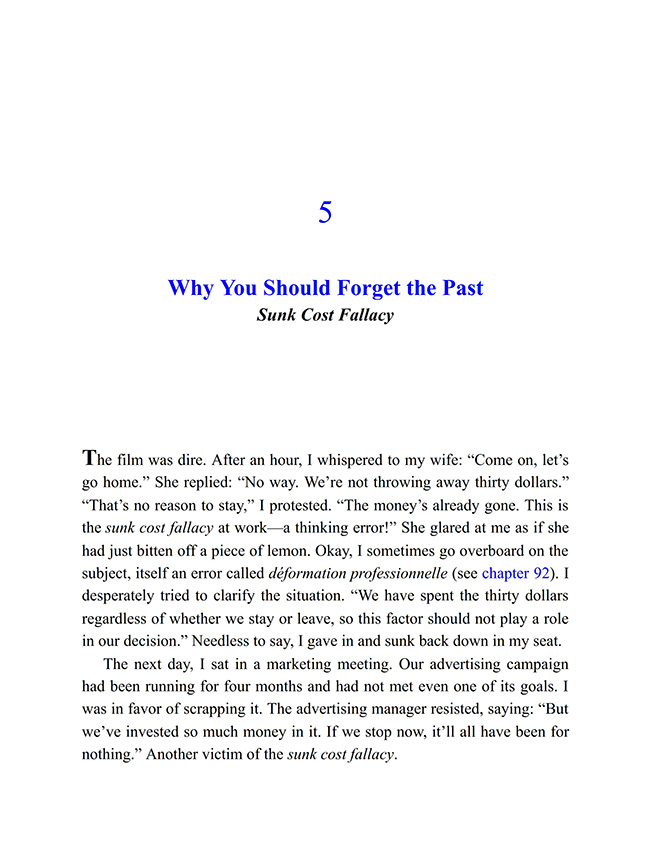 5
Why You Should Forget the Past
Sunk Cost Fallacy
The film was dire. After an hour, I whispered to my wife: “Come on, let’s
go home.” She replied: “No way. We’re not throwing away thirty dollars.”
“That’s no reason to stay,” I protested. “The money’s already gone. This is
the sunk cost fallacy at work—a thinking error!” She glared at me as if she
had just bitten off a piece of lemon. Okay, I sometimes go overboard on the
subject, itself an error called déformation professionnelle (see chapter 92). I
desperately tried to clarify the situation. “We have spent the thirty dollars
regardless of whether we stay or leave, so this factor should not play a role
in our decision.” Needless to say, I gave in and sunk back down in my seat.
The next day, I sat in a marketing meeting. Our advertising campaign
had been running for four months and had not met even one of its goals. I
was in favor of scrapping it. The advertising manager resisted, saying: “But
we’ve invested so much money in it. If we stop now, it’ll all have been for
nothing.” Another victim of the sunk cost fallacy.